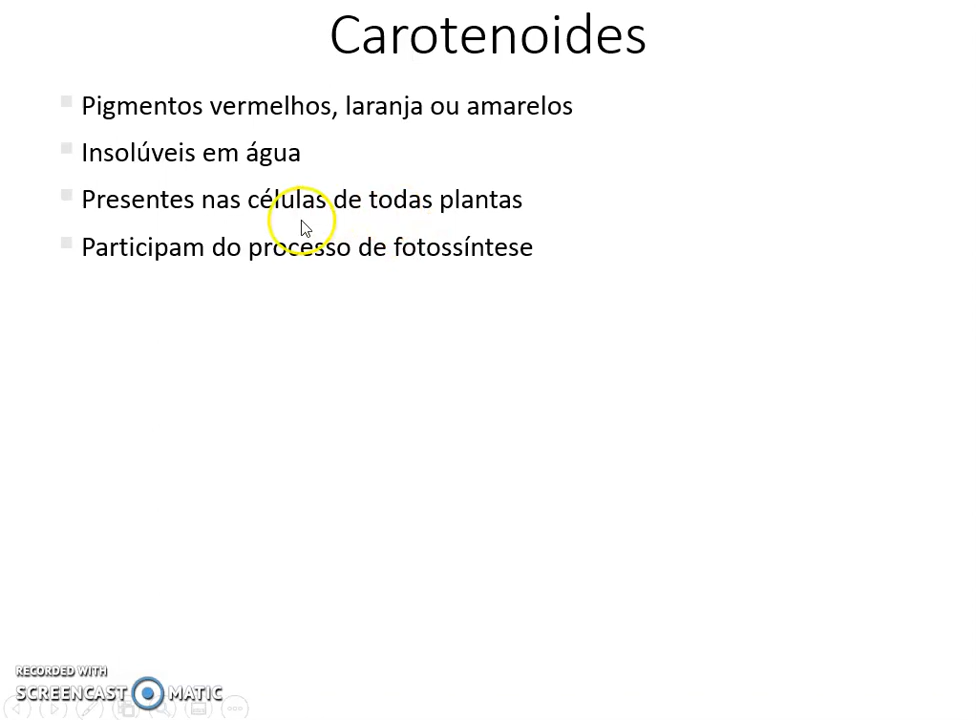 Carotenoides
Pigmentos vermelhos, laranja ou amarelos
Insolúveis em água
Presentes nas células de todas plantas
Participam do processo de fotossíntese
RECORDED WITH
SCREENCAST MATIC